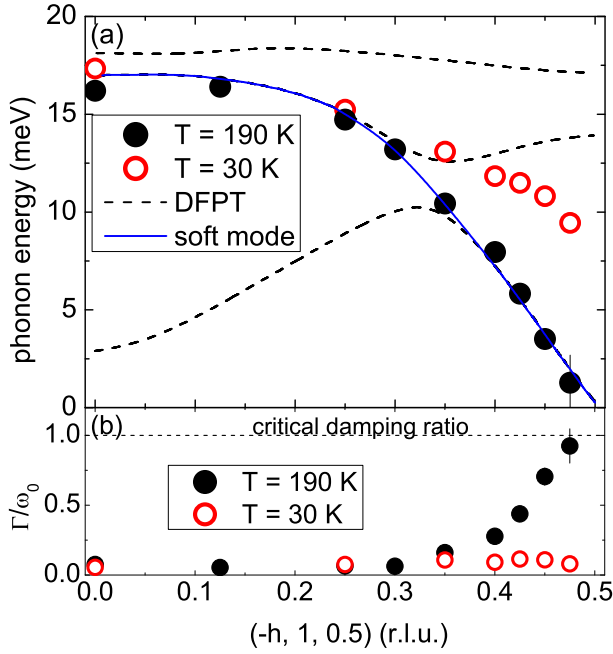 (a)
20
15
10
5
0
phonon energy (meV)
T = 190 K
T = 30 K
DFPT
soft mode
(b)
critical damping ratio
1.0
0.5
0.0
Γ/ω₀
T = 190 K
T = 30 K
0.0 0.1 0.2 0.3 0.4 0.5
(-h, 1, 0.5) (r.l.u.)